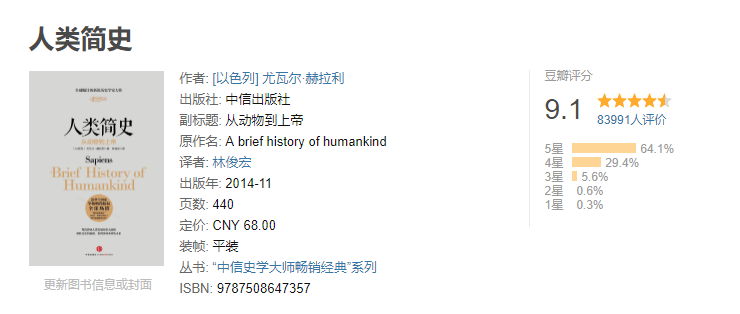 人类简史
人类简史
从动物到上帝
Sapiens
Brief History of
Humankind
更新图书信息或封面
作者: [以色列] 尤瓦尔·赫拉利
出版社: 中信出版社
副标题: 从动物到上帝
原作名: A brief history of humankind
译者: 林俊宏
出版年: 2014-11
页数: 440
定价: CNY 68.00
装帧: 平装
丛书: “中信史学大师畅销经典”系列
ISBN: 9787508647357
豆瓣评分
9.1
83991人评价
5星 64.1%
4星 29.4%
3星 5.6%
2星 0.6%
1星 0.3%